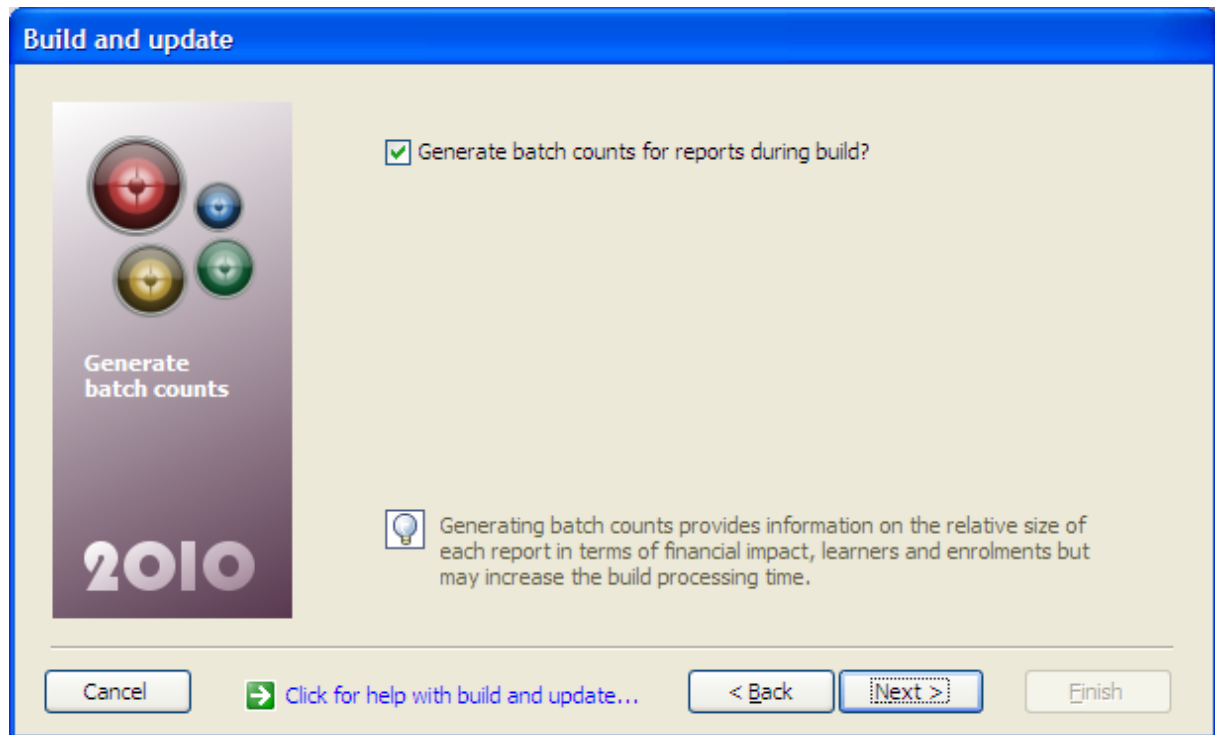 Build and update
Generate batch counts for reports during build?
Generate
batch counts
2010
Generating batch counts provides information on the relative size of
each report in terms of financial impact, learners and enrolments but
may increase the build processing time.
Cancel
Click for help with build and update...
< Back
Next >
Finish